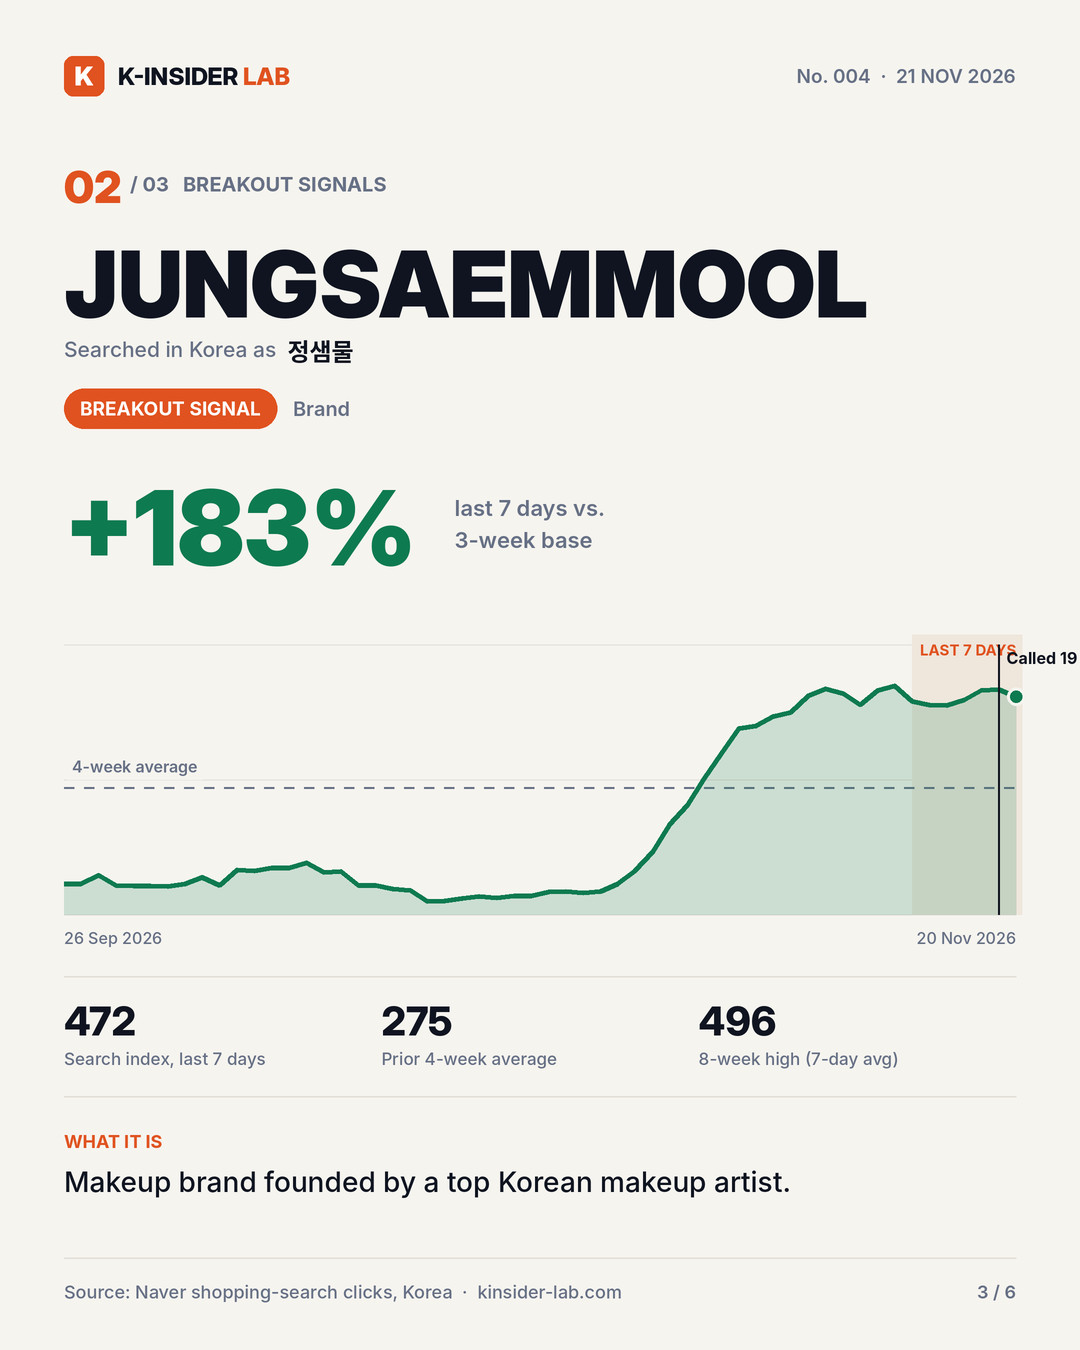 K K-INSIDER LAB
No. 004 · 21 NOV 2026
02 / 03 BREAKOUT SIGNALS
JUNGSAEMMOOL
Searched in Korea as 정샘물
BREAKOUT SIGNAL Brand
+183%
last 7 days vs.
3-week base
LAST 7 DAYS
Called 19
4-week average
26 Sep 2026
20 Nov 2026
472
Search index, last 7 days
275
Prior 4-week average
496
8-week high (7-day avg)
WHAT IT IS
Makeup brand founded by a top Korean makeup artist.
Source: Naver shopping-search clicks, Korea · kinsider-lab.com
3 / 6